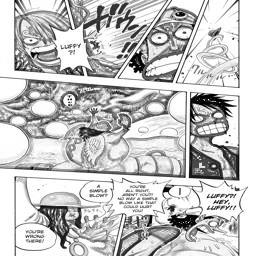 LUFFY
?!
A
SIMPLE
BLOW?
YOU'RE
ALL RIGHT,
AREN'T YOU?!
NO WAY A SIMPLE
BLOW LIKE THAT
COULD HURT
YOU!
LUFFY?!
HEY,
LUFFY!!
YOU'RE
WRONG
THERE!